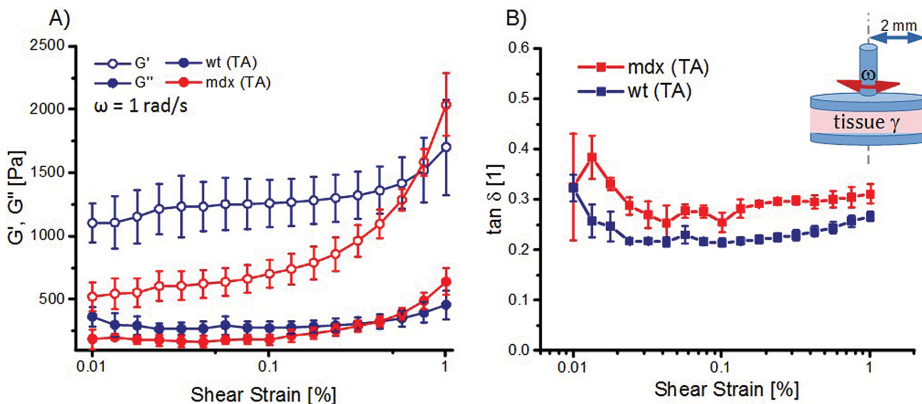 A)
2500
2000
1500
1000
500
G', G'' [Pa]
G' wt (TA)
G'' mdx (TA)
ω = 1 rad/s
0.01 0.1 1
Shear Strain [%]
B)
0.6
0.5
0.4
0.3
0.2
0.1
0.0
tan δ [1]
mdx (TA)
wt (TA)
2 mm
ω
tissue γ
0.01 0.1 1
Shear Strain [%]